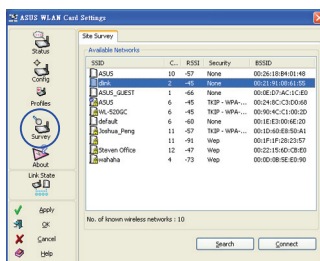 ASUS WLAN Card Settings
Status
Config
Profiles
Survey
About
Link State
Apply
OK
Cancel
Help
Site Survey
Available Networks
SSID C... RSSI Security BSSID
ASUS 10 -57 None 00:26:18:B4:01:48
dlink 2 -45 None 00:21:91:08:61:55
ASUS_GUEST 1 -66 None 00:0E:D7:AC:1C:E0
ASUS 6 -45 TKIP - WPA-... 00:24:8C:C3:D0:68
WL-520GC 6 -45 TKIP - WPA-... 00:90:4C:C1:00:2D
default 6 -60 None 00:1E:E3:00:6E:20
Joshua_Peng 11 -57 TKIP - WPA-... 00:1D:60:E8:50:A1
11 -91 Wep 00:1F:1F:28:23:57
Steven Office 12 -47 Wep 00:22:15:6D:CB:E0
wahaha 4 -73 Wep 00:0D:0B:5E:E0:90
No. of known wireless networks : 10
Search
Connect